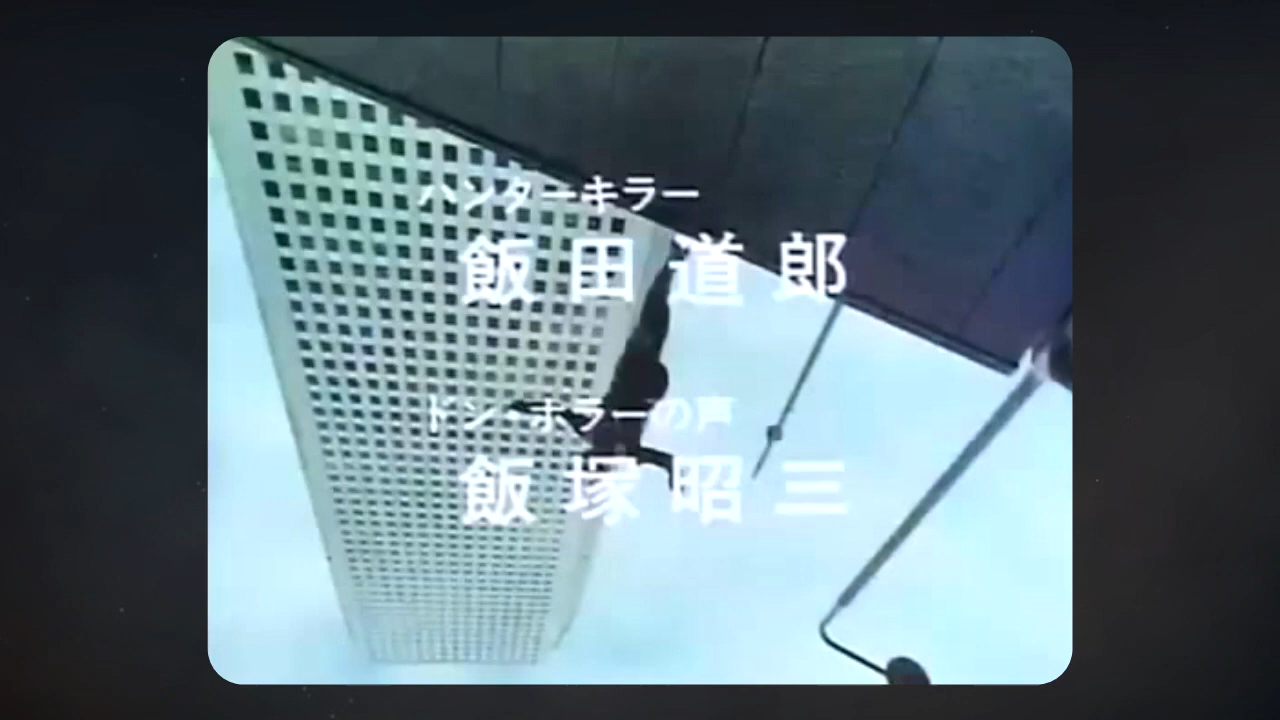 ハンターキラー
飯田道郎
ドン・ホラーの声
飯塚昭三